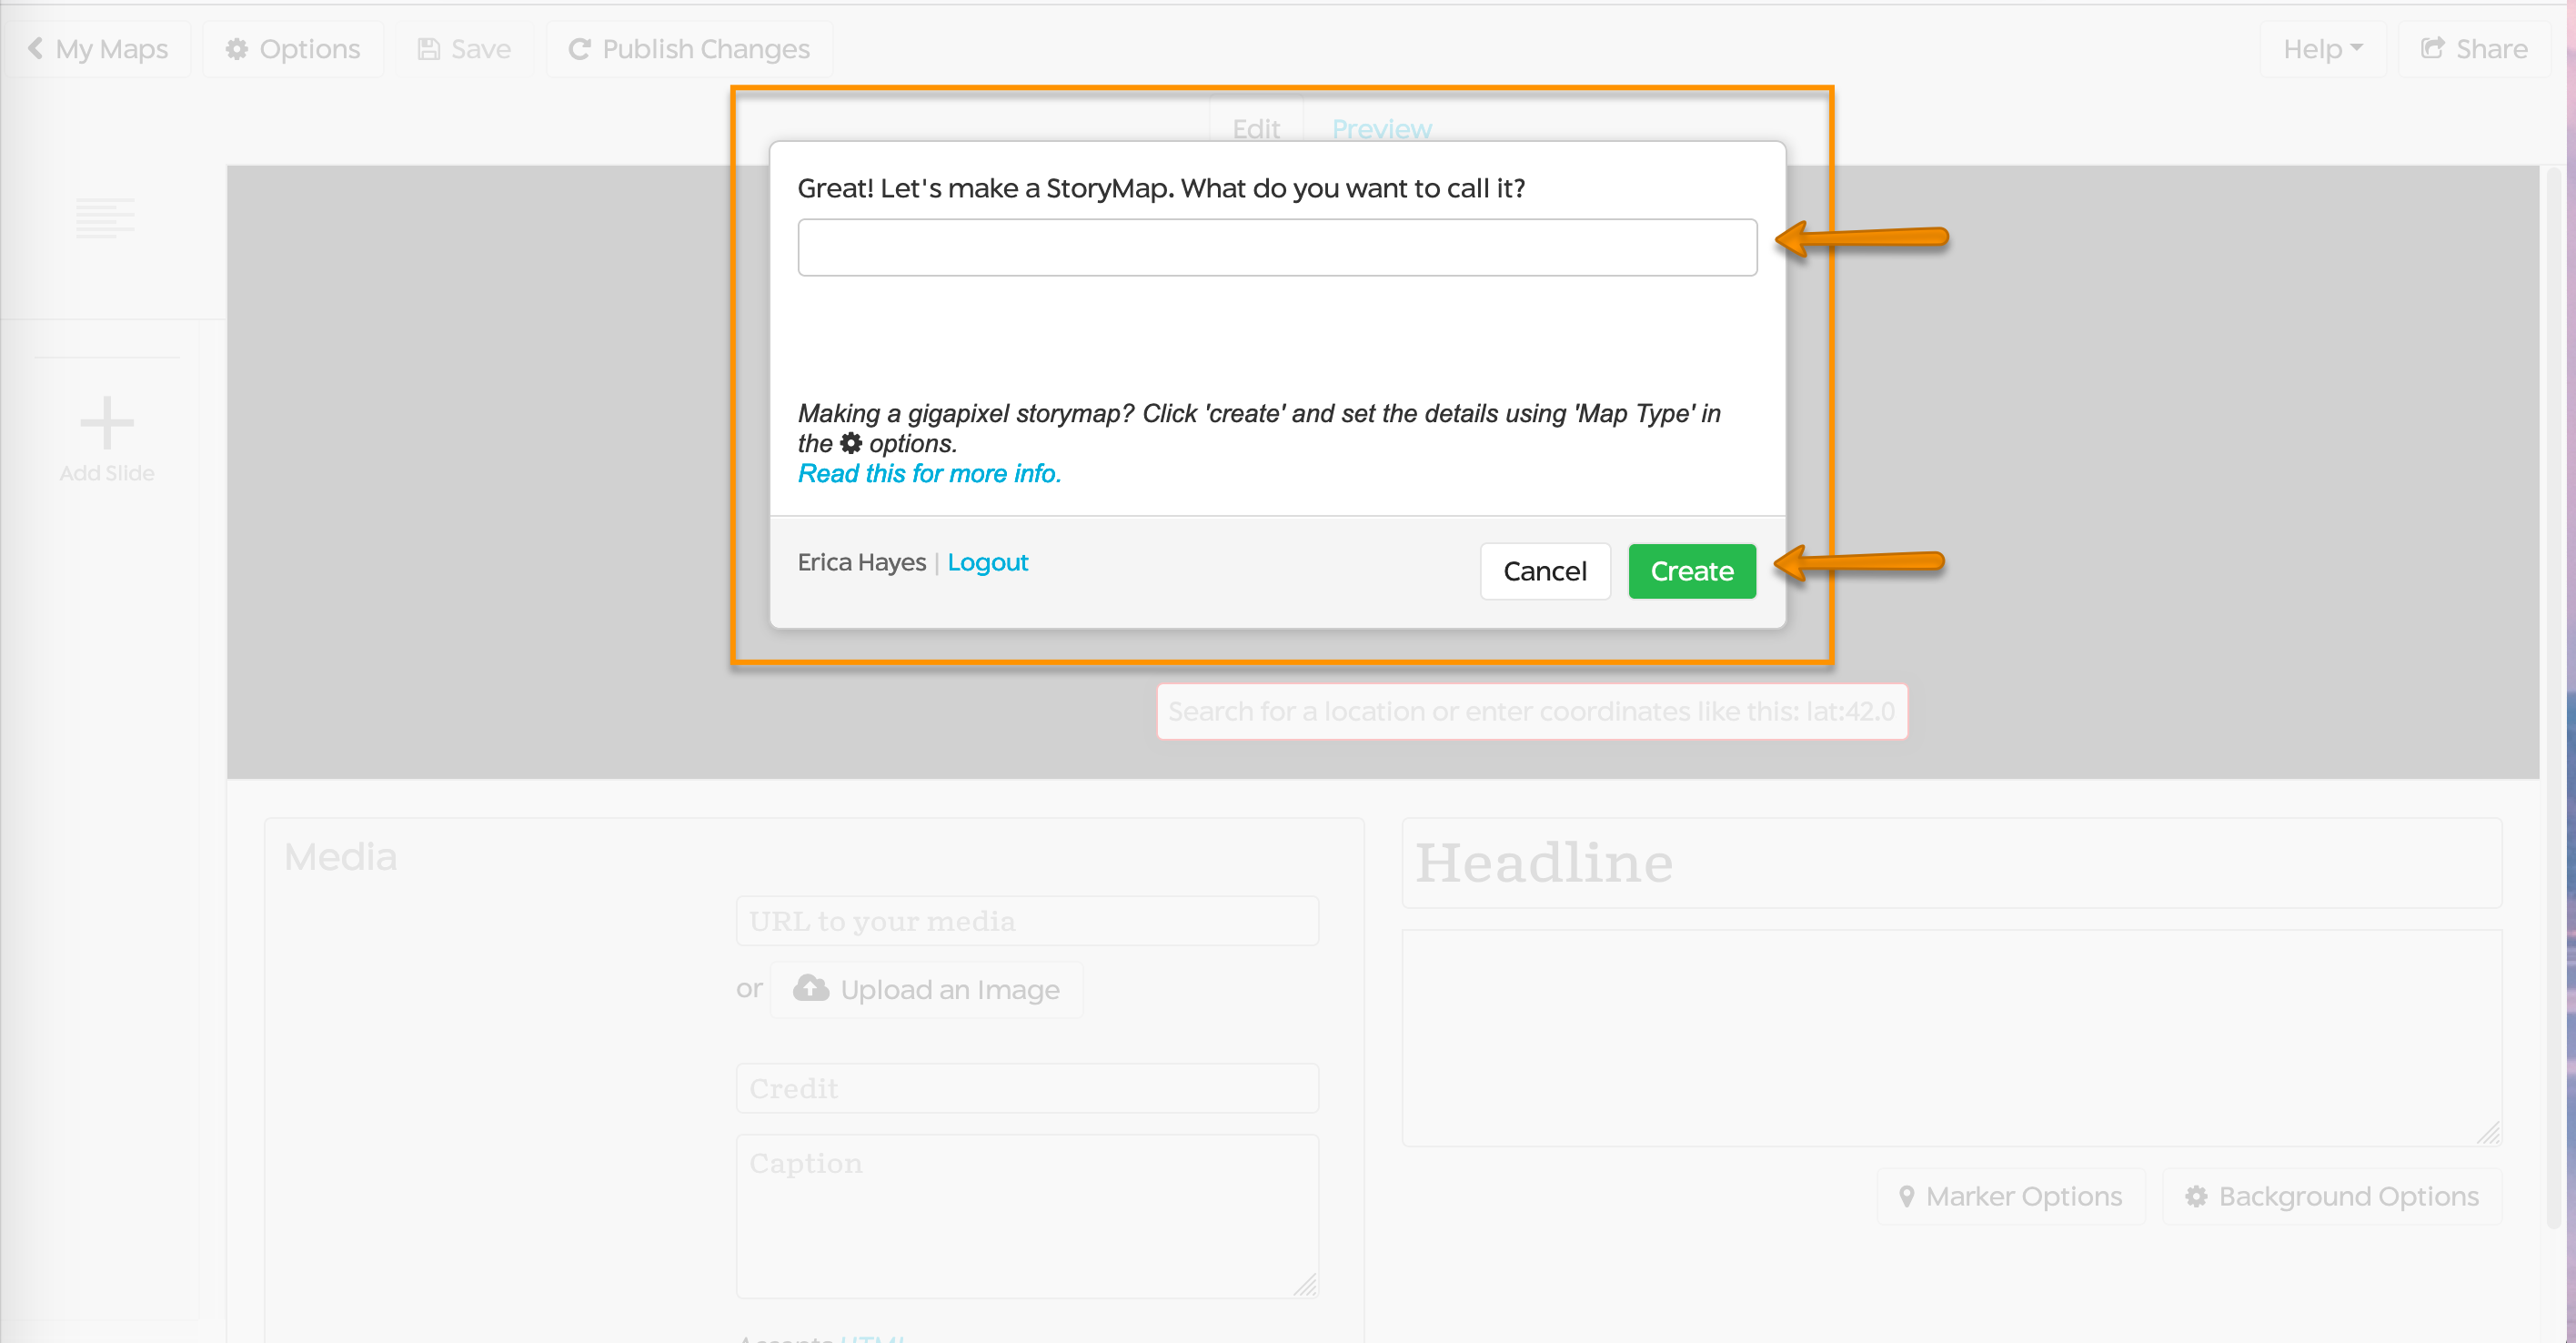 My Maps
Options
Save
Publish Changes
Help
Share
Edit
Preview
Great! Let's make a StoryMap. What do you want to call it?
Making a gigapixel storymap? Click 'create' and set the details using 'Map Type' in
the options.
Read this for more info.
Erica Hayes | Logout
Cancel
Create
Add Slide
Search for a location or enter coordinates like this: lat:42.0
Media
URL to your media
or
Upload an Image
Credit
Caption
Headline
Marker Options
Background Options